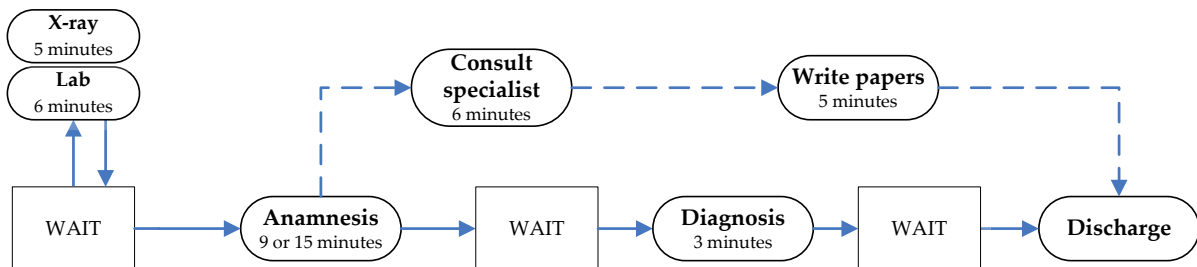 X-ray
5 minutes
Lab
6 minutes
Consult
specialist
6 minutes
Write papers
5 minutes
WAIT
Anamnesis
9 or 15 minutes
WAIT
Diagnosis
3 minutes
WAIT
Discharge